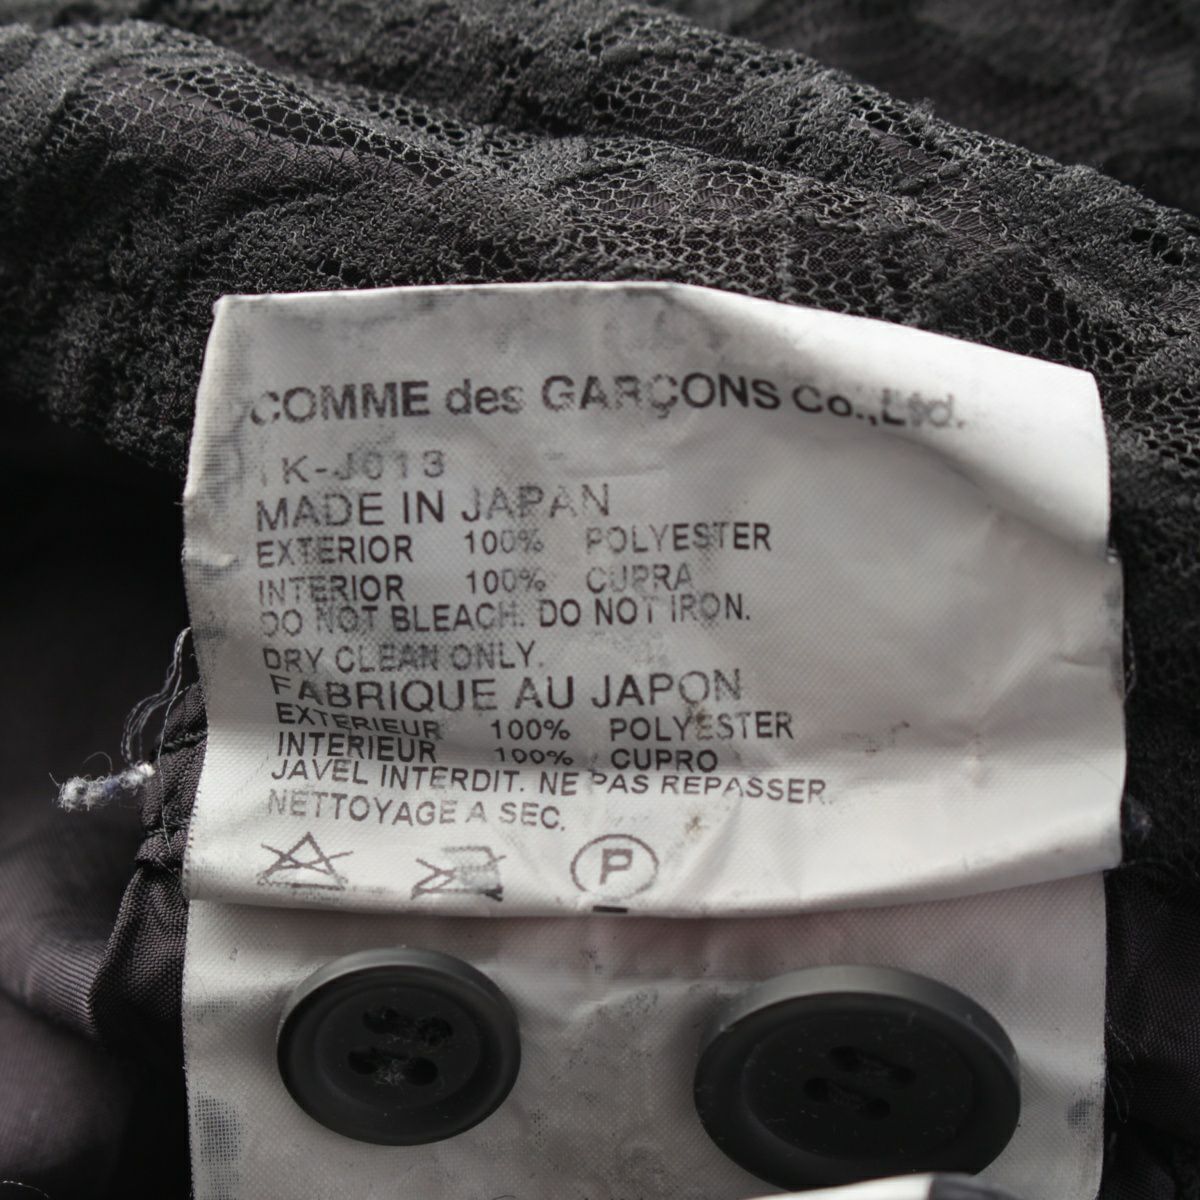 COMME des GARÇONS Co.,Ltd.
TK-J013
MADE IN JAPAN
EXTERIOR 100% POLYESTER
INTERIOR 100% CUPRA
DO NOT BLEACH. DO NOT IRON.
DRY CLEAN ONLY.
FABRIQUE AU JAPON
EXTERIEUR 100% POLYESTER
INTERIEUR 100% CUPRO
JAVEL INTERDIT. NE PAS REPASSER.
NETTOYAGE A SEC.
P